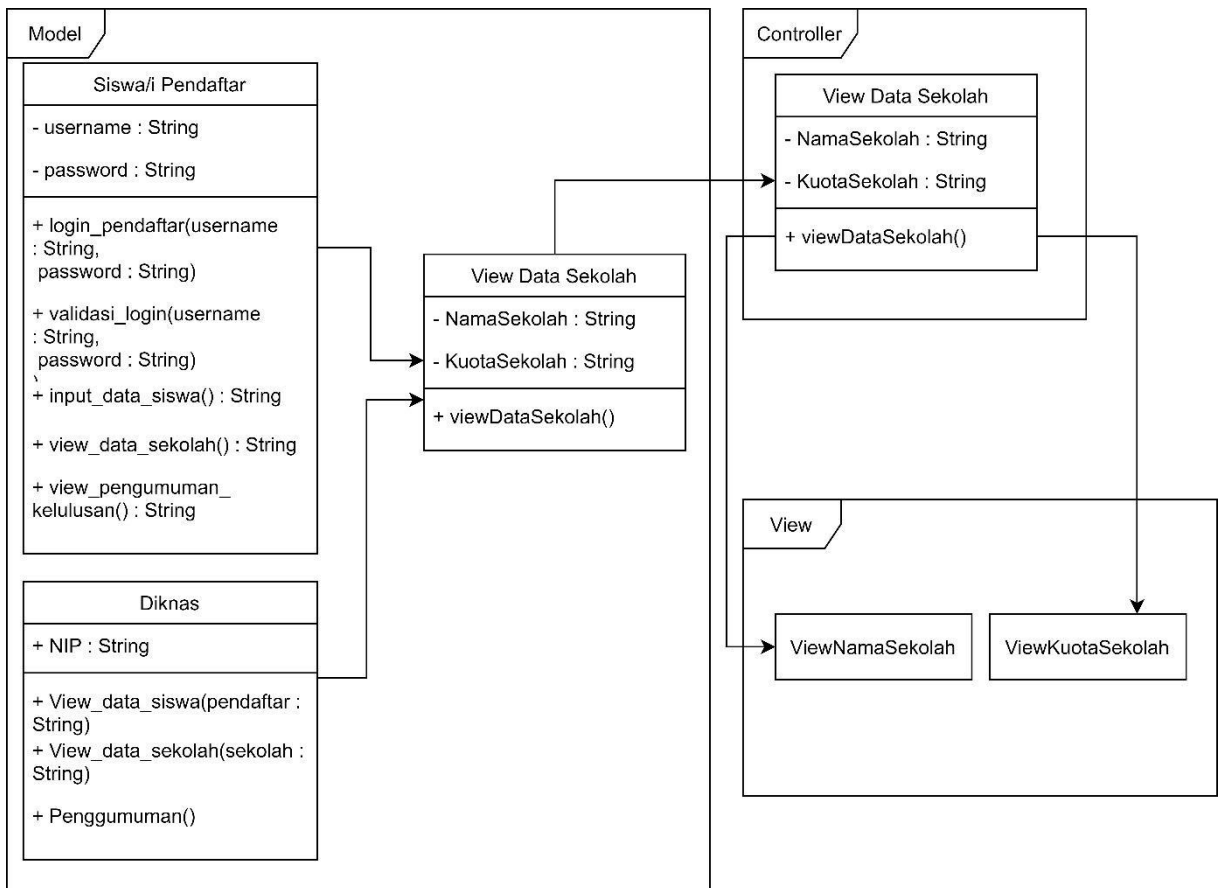 Model
Siswa/i Pendaftar
- username : String
- password : String
+ login_pendaftar(username
: String,
password : String)
+ validasi_login(username
: String,
password : String)
)
+ input_data_siswa() : String
+ view_data_sekolah() : String
+ view_pengumuman_
kelulusan() : String
Diknas
+ NIP : String
+ View_data_siswa(pendaftar :
String)
+ View_data_sekolah(sekolah :
String)
+ Penggumuman()
View Data Sekolah
- NamaSekolah : String
- KuotaSekolah : String
+ viewDataSekolah()
Controller
View Data Sekolah
- NamaSekolah : String
- KuotaSekolah : String
+ viewDataSekolah()
View
ViewNamaSekolah
ViewKuotaSekolah